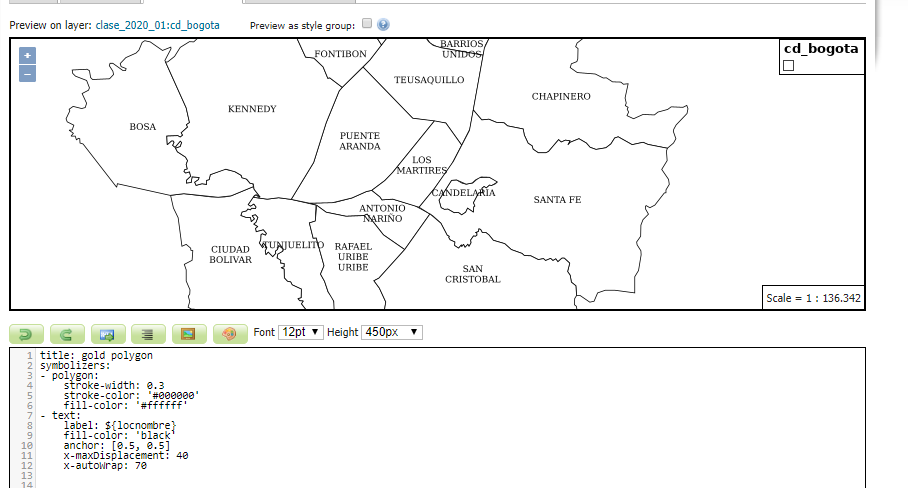 Preview on layer: clase_2020_01:cd_bogota Preview as style group:
+
−
cd_bogota
FONTIBON
BARRIOS
UNIDOS
TEUSAQUILLO
CHAPINERO
KENNEDY
BOSA
PUENTE
ARANDA
LOS
MARTIRES
CANDELARIA
SANTA FE
ANTONIO
NARIÑO
CIUDAD
BOLIVAR
TUNJUELITO
RAFAEL
URIBE
URIBE
SAN
CRISTOBAL
Scale = 1 : 136.342
Font 12pt Height 450px
1 title: gold polygon
2 symbolizers:
3 - polygon:
4 stroke-width: 0.3
5 stroke-color: '#000000'
6 fill-color: '#ffffff'
7 - text:
8 label: ${locnombre}
9 fill-color: 'black'
10 anchor: [0.5, 0.5]
11 x-maxDisplacement: 40
12 x-autoWrap: 70
13
14